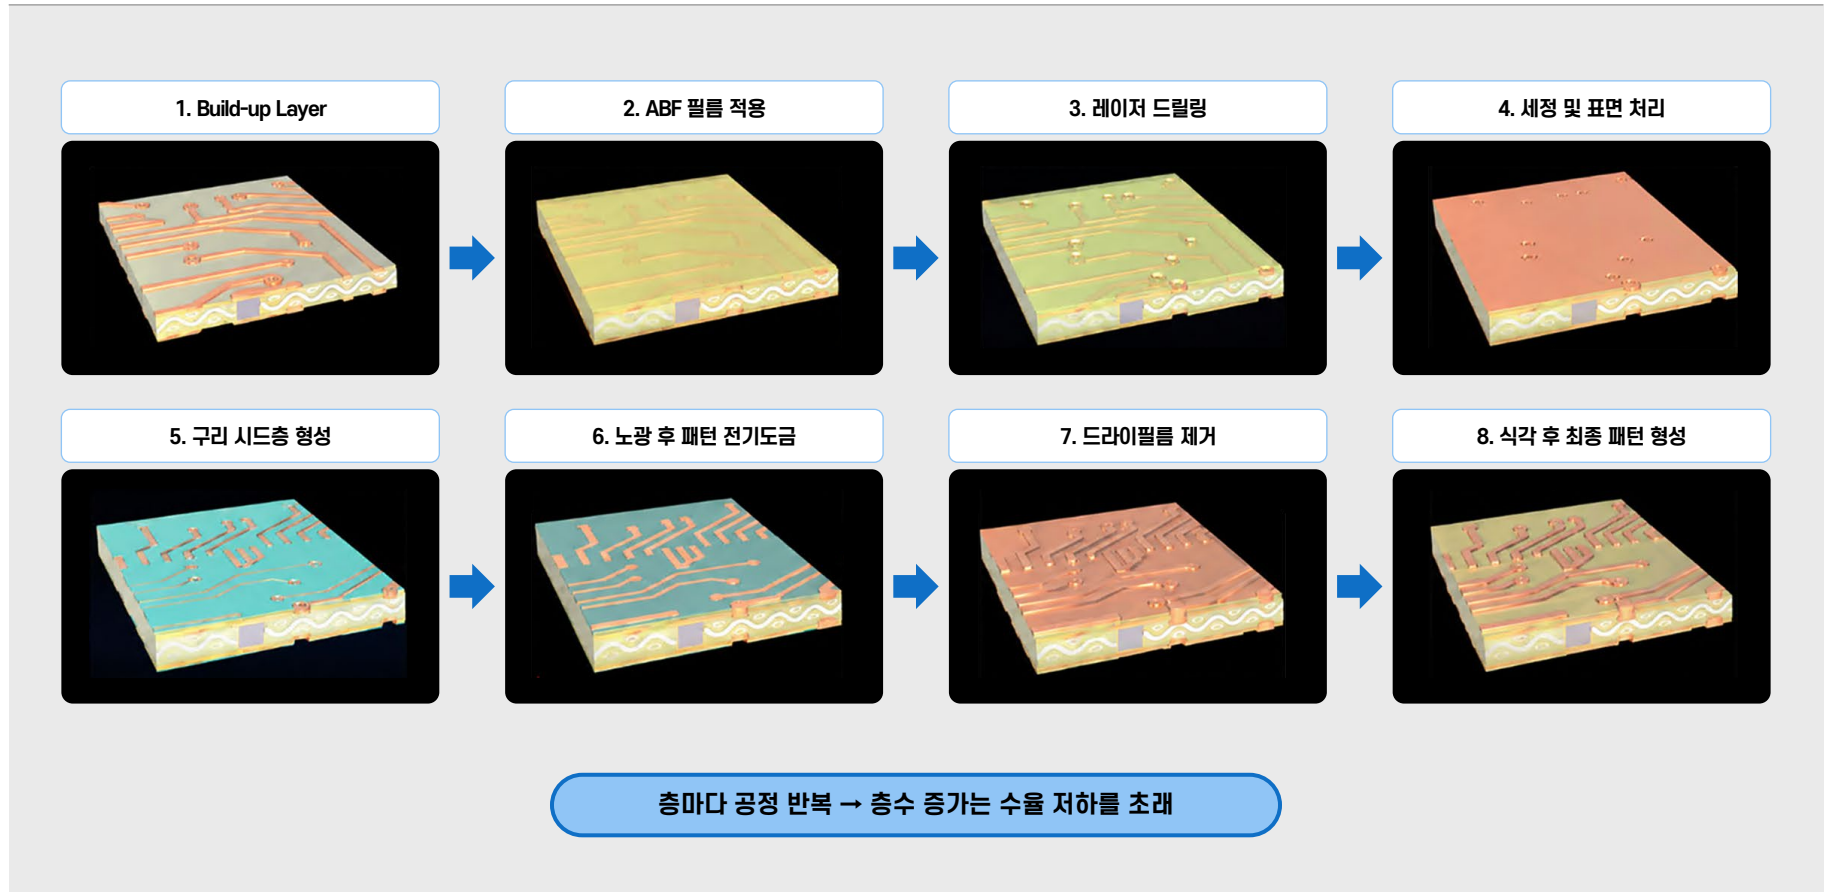 1. Build-up Layer
2. ABF 필름 적용
3. 레이저 드릴링
4. 세정 및 표면 처리
5. 구리 시드층 형성
6. 노광 후 패턴 전기도금
7. 드라이필름 제거
8. 식각 후 최종 패턴 형성
층마다 공정 반복 → 층수 증가는 수율 저하를 초래